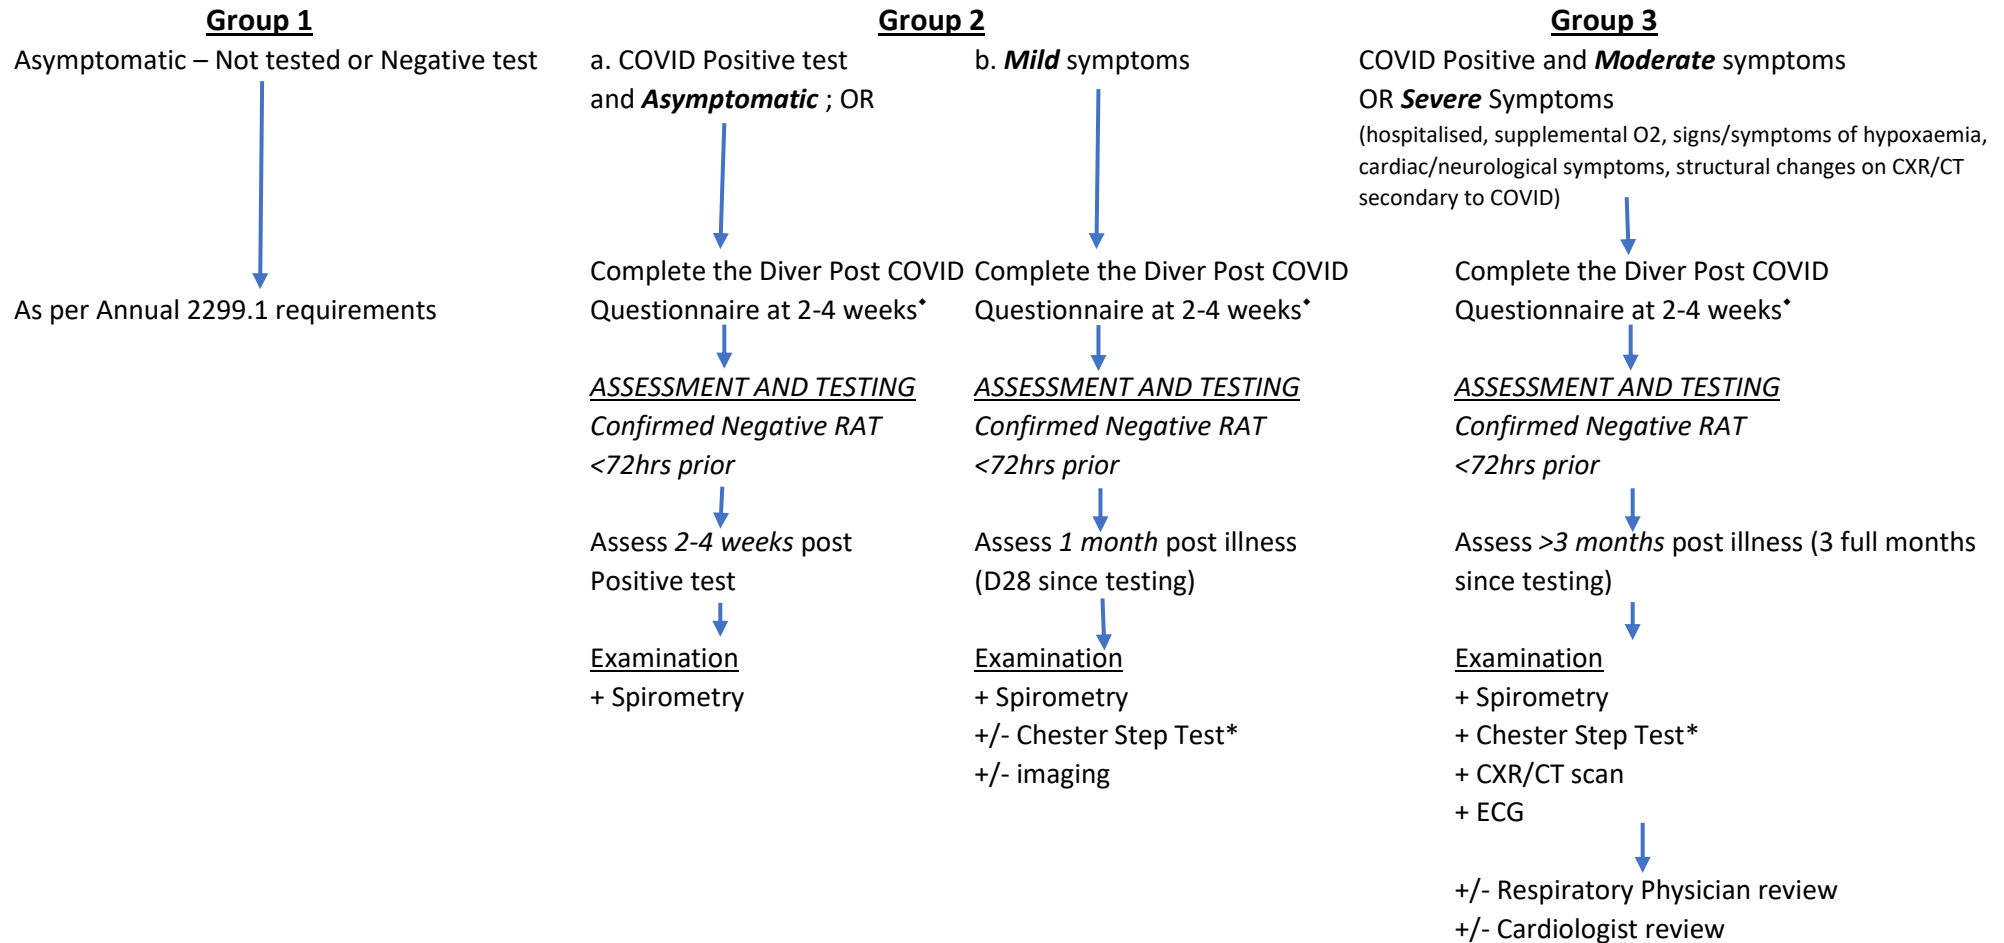 Group 1
Asymptomatic – Not tested or Negative test
As per Annual 2299.1 requirements
Group 2
a. COVID Positive test
and Asymptomatic ; OR
Complete the Diver Post COVID
Questionnaire at 2-4 weeks⬥
ASSESSMENT AND TESTING
Confirmed Negative RAT
<72hrs prior
Assess 2-4 weeks post
Positive test
Examination
+ Spirometry
b. Mild symptoms
Complete the Diver Post COVID
Questionnaire at 2-4 weeks⬥
ASSESSMENT AND TESTING
Confirmed Negative RAT
<72hrs prior
Assess 1 month post illness
(D28 since testing)
Examination
+ Spirometry
+/- Chester Step Test*
+/- imaging
Group 3
COVID Positive and Moderate symptoms
OR Severe Symptoms
(hospitalised, supplemental O2, signs/symptoms of hypoxaemia,
cardiac/neurological symptoms, structural changes on CXR/CT
secondary to COVID)
Complete the Diver Post COVID
Questionnaire at 2-4 weeks⬥
ASSESSMENT AND TESTING
Confirmed Negative RAT
<72hrs prior
Assess >3 months post illness (3 full months
since testing)
Examination
+ Spirometry
+ Chester Step Test*
+ CXR/CT scan
+ ECG
+/- Respiratory Physician review
+/- Cardiologist review